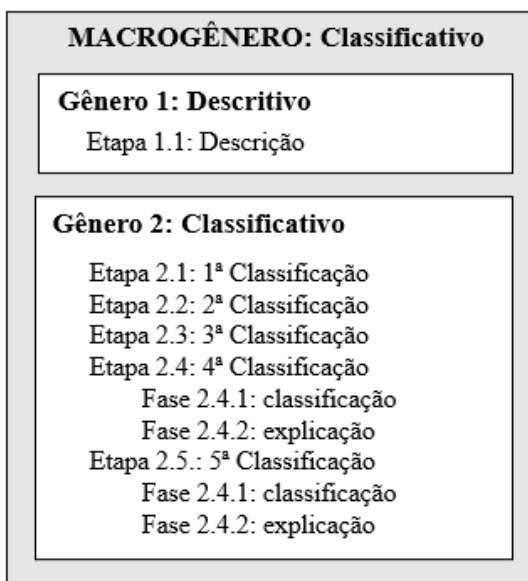 MACROGÊNERO: Classificativo
Gênero 1: Descritivo
Etapa 1.1: Descrição
Gênero 2: Classificativo
Etapa 2.1: 1ª Classificação
Etapa 2.2: 2ª Classificação
Etapa 2.3: 3ª Classificação
Etapa 2.4: 4ª Classificação
Fase 2.4.1: classificação
Fase 2.4.2: explicação
Etapa 2.5.: 5ª Classificação
Fase 2.4.1: classificação
Fase 2.4.2: explicação